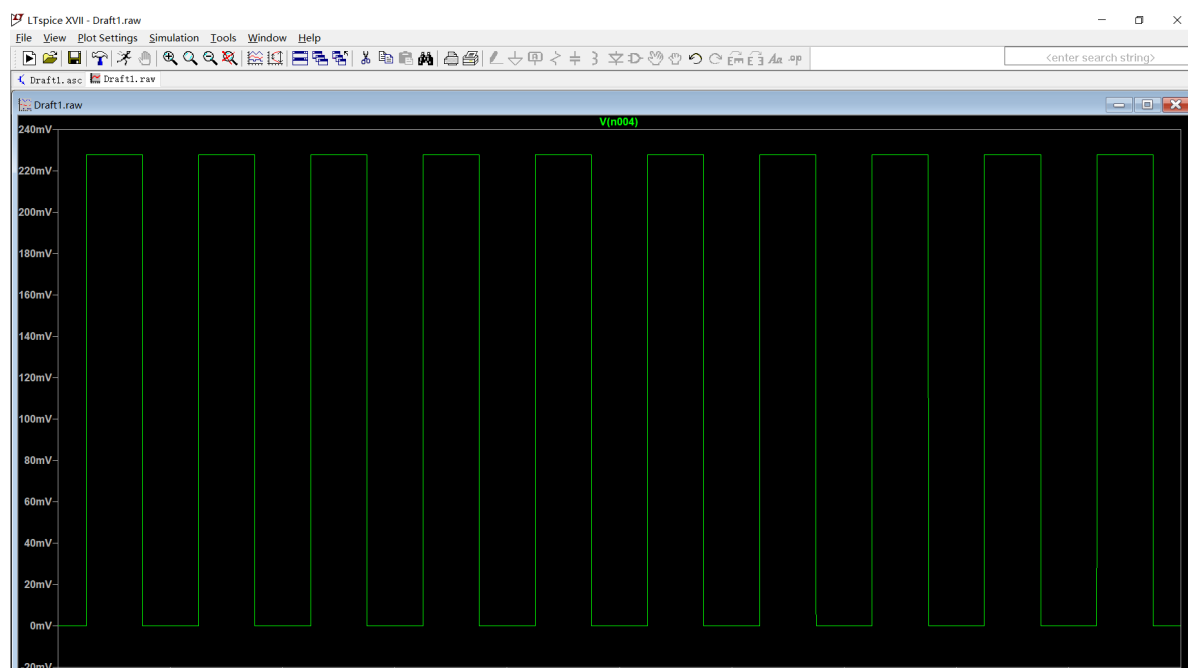 LTspice XVII - Draft1.raw
File View Plot Settings Simulation Tools Window Help
<enter search string>
Draft1.asc Draft1.raw
Draft1.raw
V(n004)
240mV
220mV
200mV
180mV
160mV
140mV
120mV
100mV
80mV
60mV
40mV
20mV
0mV
-20mV